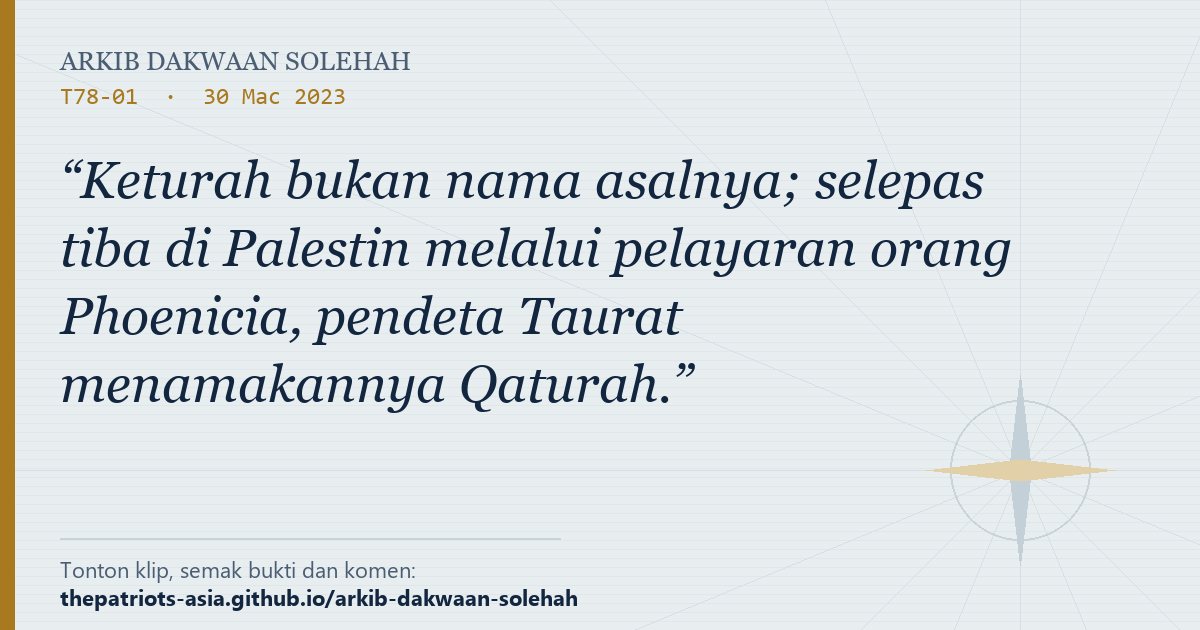 ARKIB DAKWAAN SOLEHAH
T78-01 · 30 Mac 2023
“Keturah bukan nama asalnya; selepas
tiba di Palestin melalui pelayaran orang
Phoenicia, pendeta Taurat
menamakannya Qaturah.”
Tonton klip, semak bukti dan komen:
thepatriots-asia.github.io/arkib-dakwaan-solehah